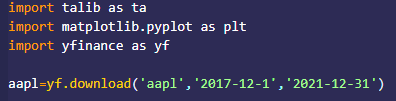 import talib as ta
import matplotlib.pyplot as plt
import yfinance as yf
aapl=yf.download('aapl','2017-12-1','2021-12-31')